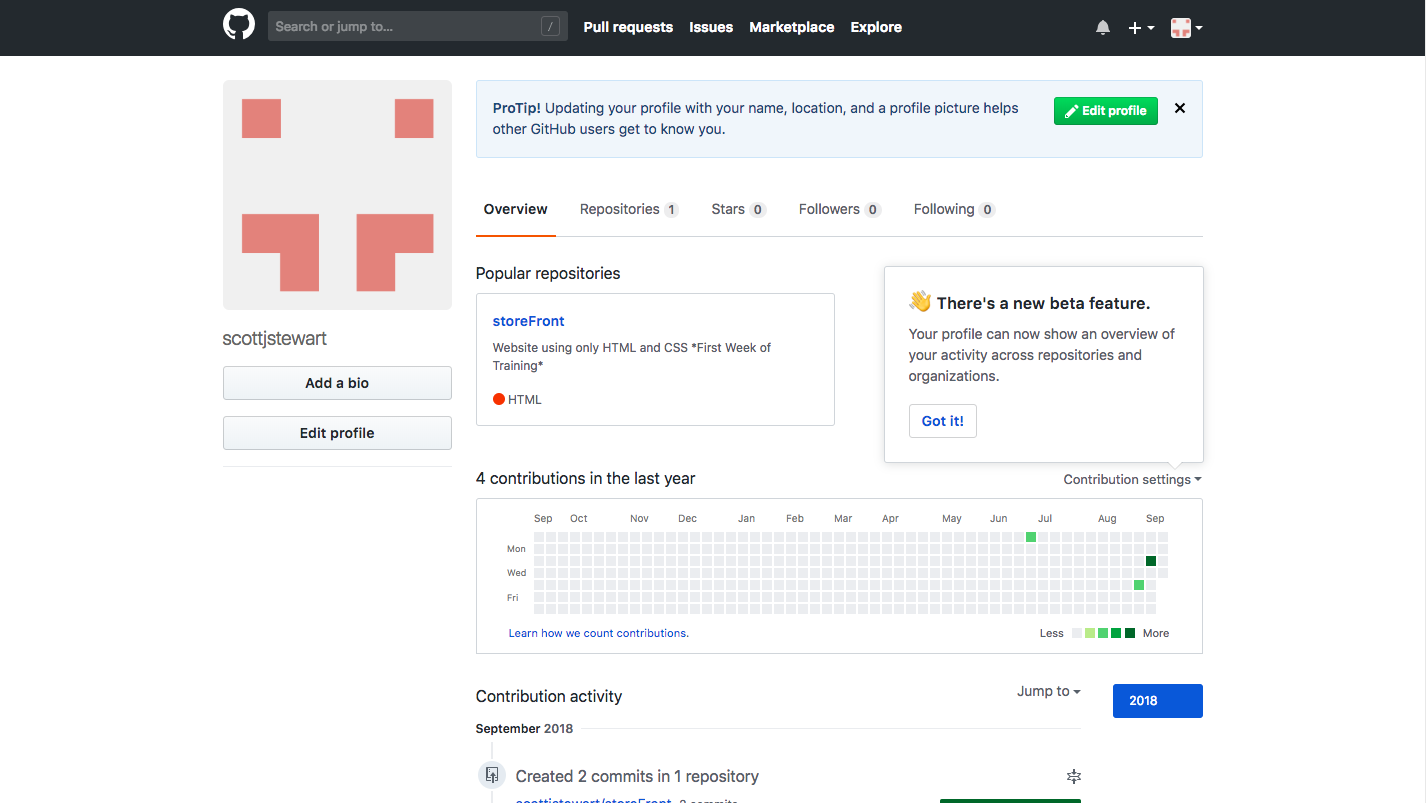 Search or jump to... /
Pull requests Issues Marketplace Explore
ProTip! Updating your profile with your name, location, and a profile picture helps
other GitHub users get to know you.
Edit profile
Overview Repositories 1 Stars 0 Followers 0 Following 0
scottjstewart
Add a bio
Edit profile
Popular repositories
storeFront
Website using only HTML and CSS *First Week of
Training*
HTML
There's a new beta feature.
Your profile can now show an overview of
your activity across repositories and
organizations.
Got it!
4 contributions in the last year
Contribution settings
Sep Oct Nov Dec Jan Feb Mar Apr May Jun Jul Aug Sep
Mon
Wed
Fri
Learn how we count contributions.
Less More
Contribution activity
Jump to
2018
September 2018
Created 2 commits in 1 repository
scottjstewart/storeFront 2 commits